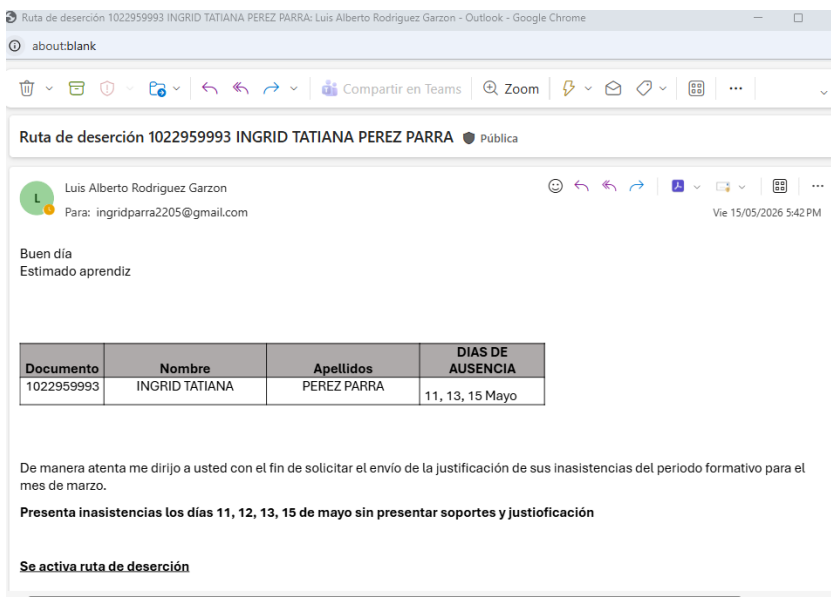 Ruta de deserción 1022959993 INGRID TATIANA PEREZ PARRA: Luis Alberto Rodriguez Garzon - Outlook - Google Chrome
about:blank
Compartir en Teams Zoom
Ruta de deserción 1022959993 INGRID TATIANA PEREZ PARRA Pública
L
Luis Alberto Rodriguez Garzon
Para: ingridparra2205@gmail.com
Vie 15/05/2026 5:42 PM
Buen día
Estimado aprendiz
Documento Nombre Apellidos DIAS DE AUSENCIA
1022959993 INGRID TATIANA PEREZ PARRA 11, 13, 15 Mayo
De manera atenta me dirijo a usted con el fin de solicitar el envío de la justificación de sus inasistencias del periodo formativo para el
mes de marzo.
Presenta inasistencias los días 11, 12, 13, 15 de mayo sin presentar soportes y justioficación
Se activa ruta de deserción